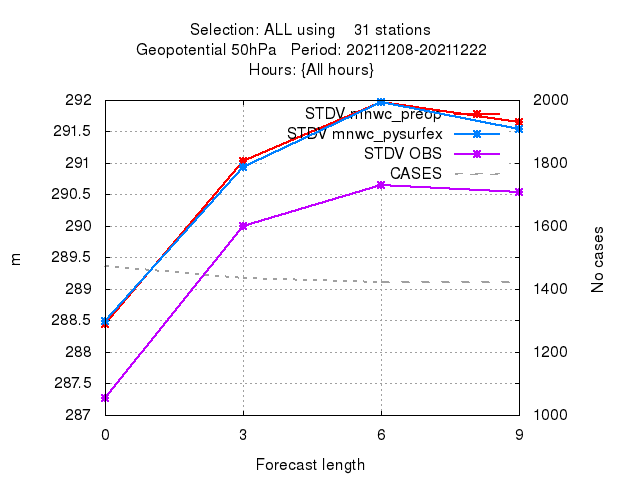 Selection: ALL using    31 stations
Geopotential 50hPa   Period: 20211208-20211222
Hours: {All hours}
292
291.5
291
290.5
290
289.5
289
288.5
288
287.5
287
2000
1800
1600
1400
1200
1000
m
No cases
STDV mnwc_preop
STDV mnwc_pysurfex
STDV OBS
CASES
0 3 6 9
Forecast length